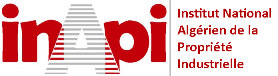 inapi
Institut National
Algérien de la
Propriété
Industrielle